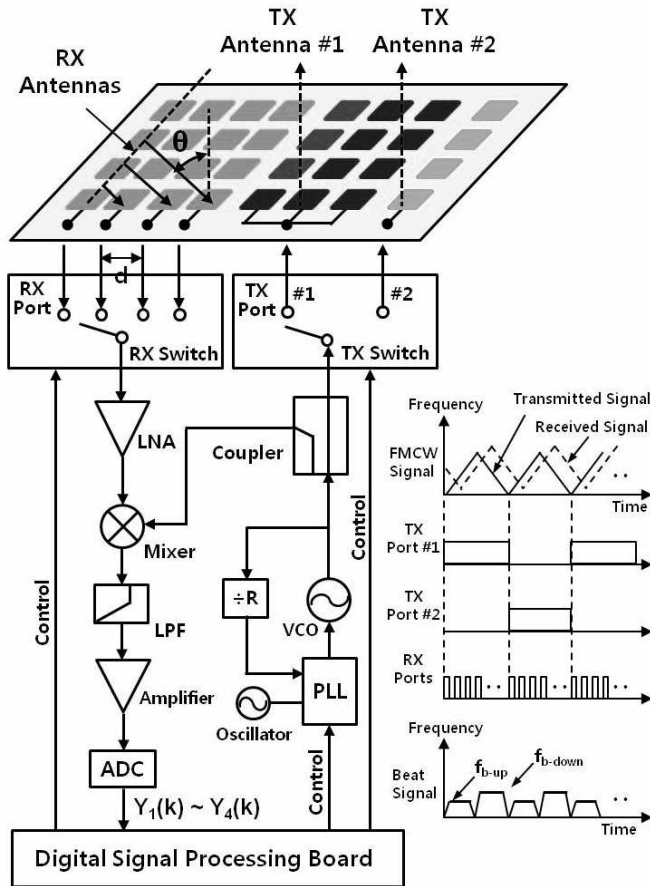 TX
Antenna #1
TX
Antenna #2
RX
Antennas
θ
d
RX
Port
RX Switch
TX
Port
#1
#2
TX Switch
LNA
Coupler
Mixer
Control
Control
LPF
÷R
VCO
Amplifier
PLL
Oscillator
Control
ADC
Y1(k) ~ Y4(k)
Digital Signal Processing Board
Transmitted Signal
Frequency
Received Signal
FMCW
Signal
. .
Time
TX
Port #1
TX
Port #2
RX
Ports
. .
. .
. .
Frequency
fb-up
fb-down
Beat
Signal
. .
Time